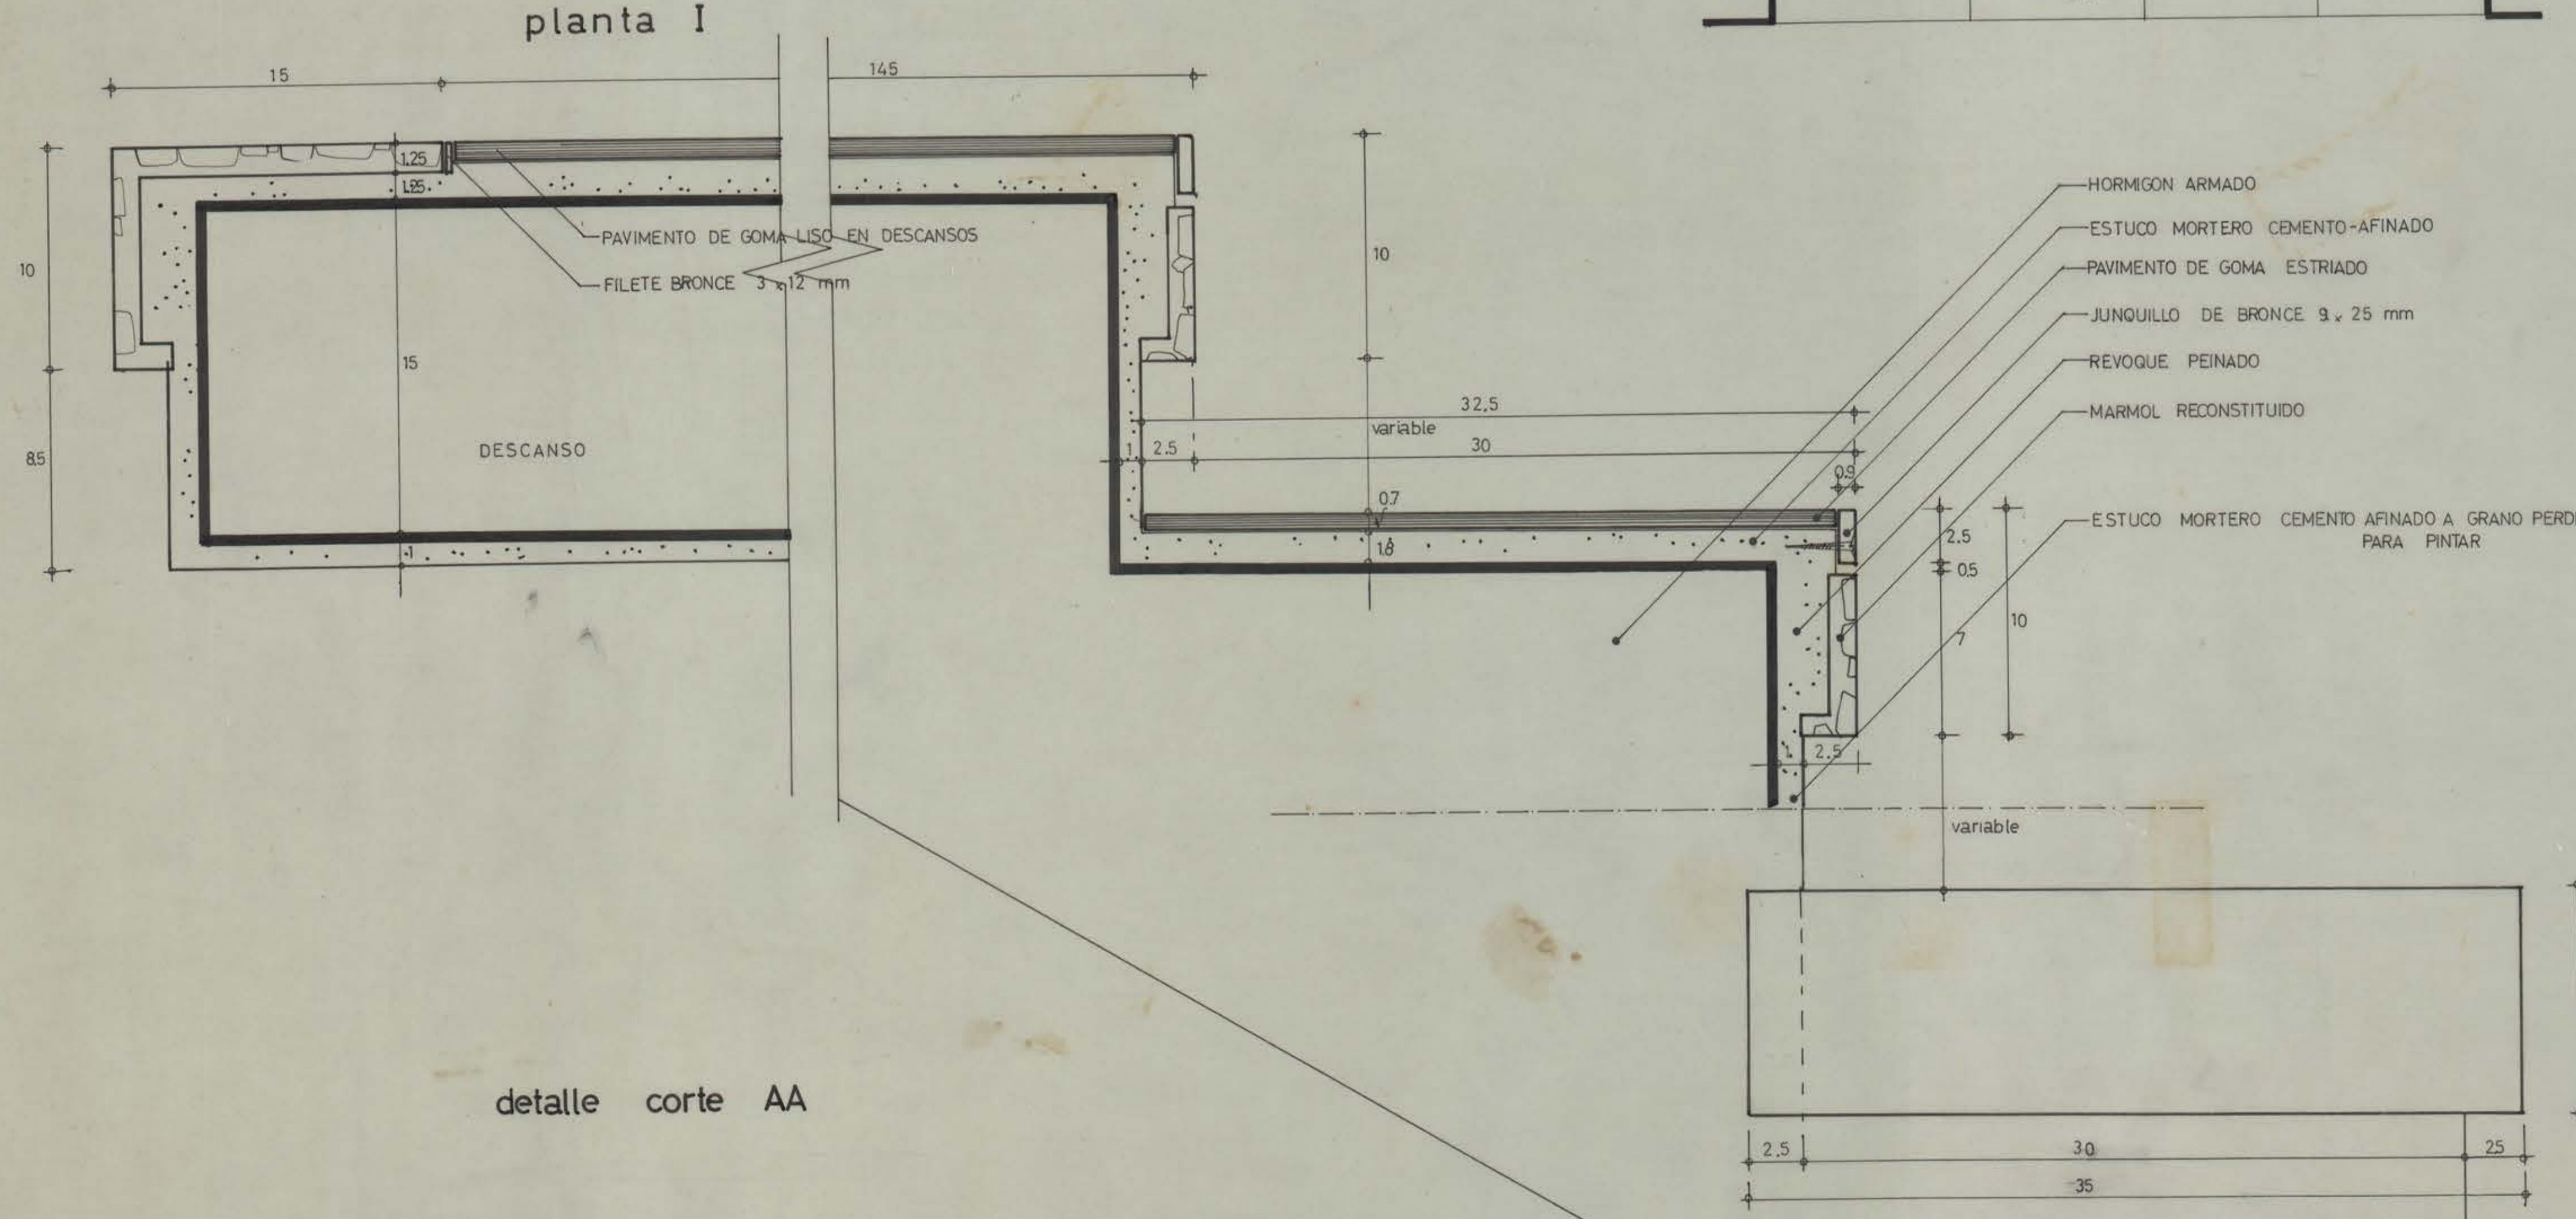 planta I
15
145
1.25
1.25
PAVIMENTO DE GOMA LISO EN DESCANSOS
FILETE BRONCE 3 x 12 mm
10
8.5
15
DESCANSO
1
10
32.5
variable
1
2.5
30
0.9
0.7
1.8
HORMIGON ARMADO
ESTUCO MORTERO CEMENTO-AFINADO
PAVIMENTO DE GOMA ESTRIADO
JUNQUILLO DE BRONCE 9 x 25 mm
REVOQUE PEINADO
MARMOL RECONSTITUIDO
ESTUCO MORTERO CEMENTO AFINADO A GRANO PERD
PARA PINTAR
2.5
0.5
7
10
1
2.5
variable
detalle corte AA
2.5
30
25
35